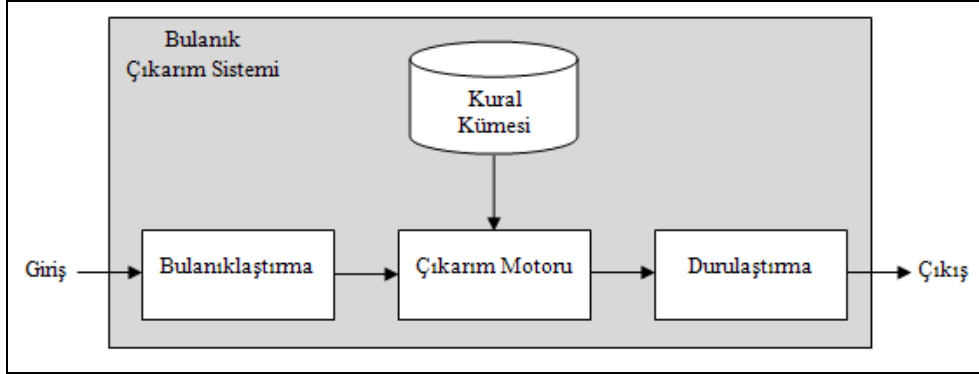 Bulanık
Çıkarım Sistemi
Kural
Kümesi
Giriş
Bulanıklaştırma
Çıkarım Motoru
Durulaştırma
Çıkış